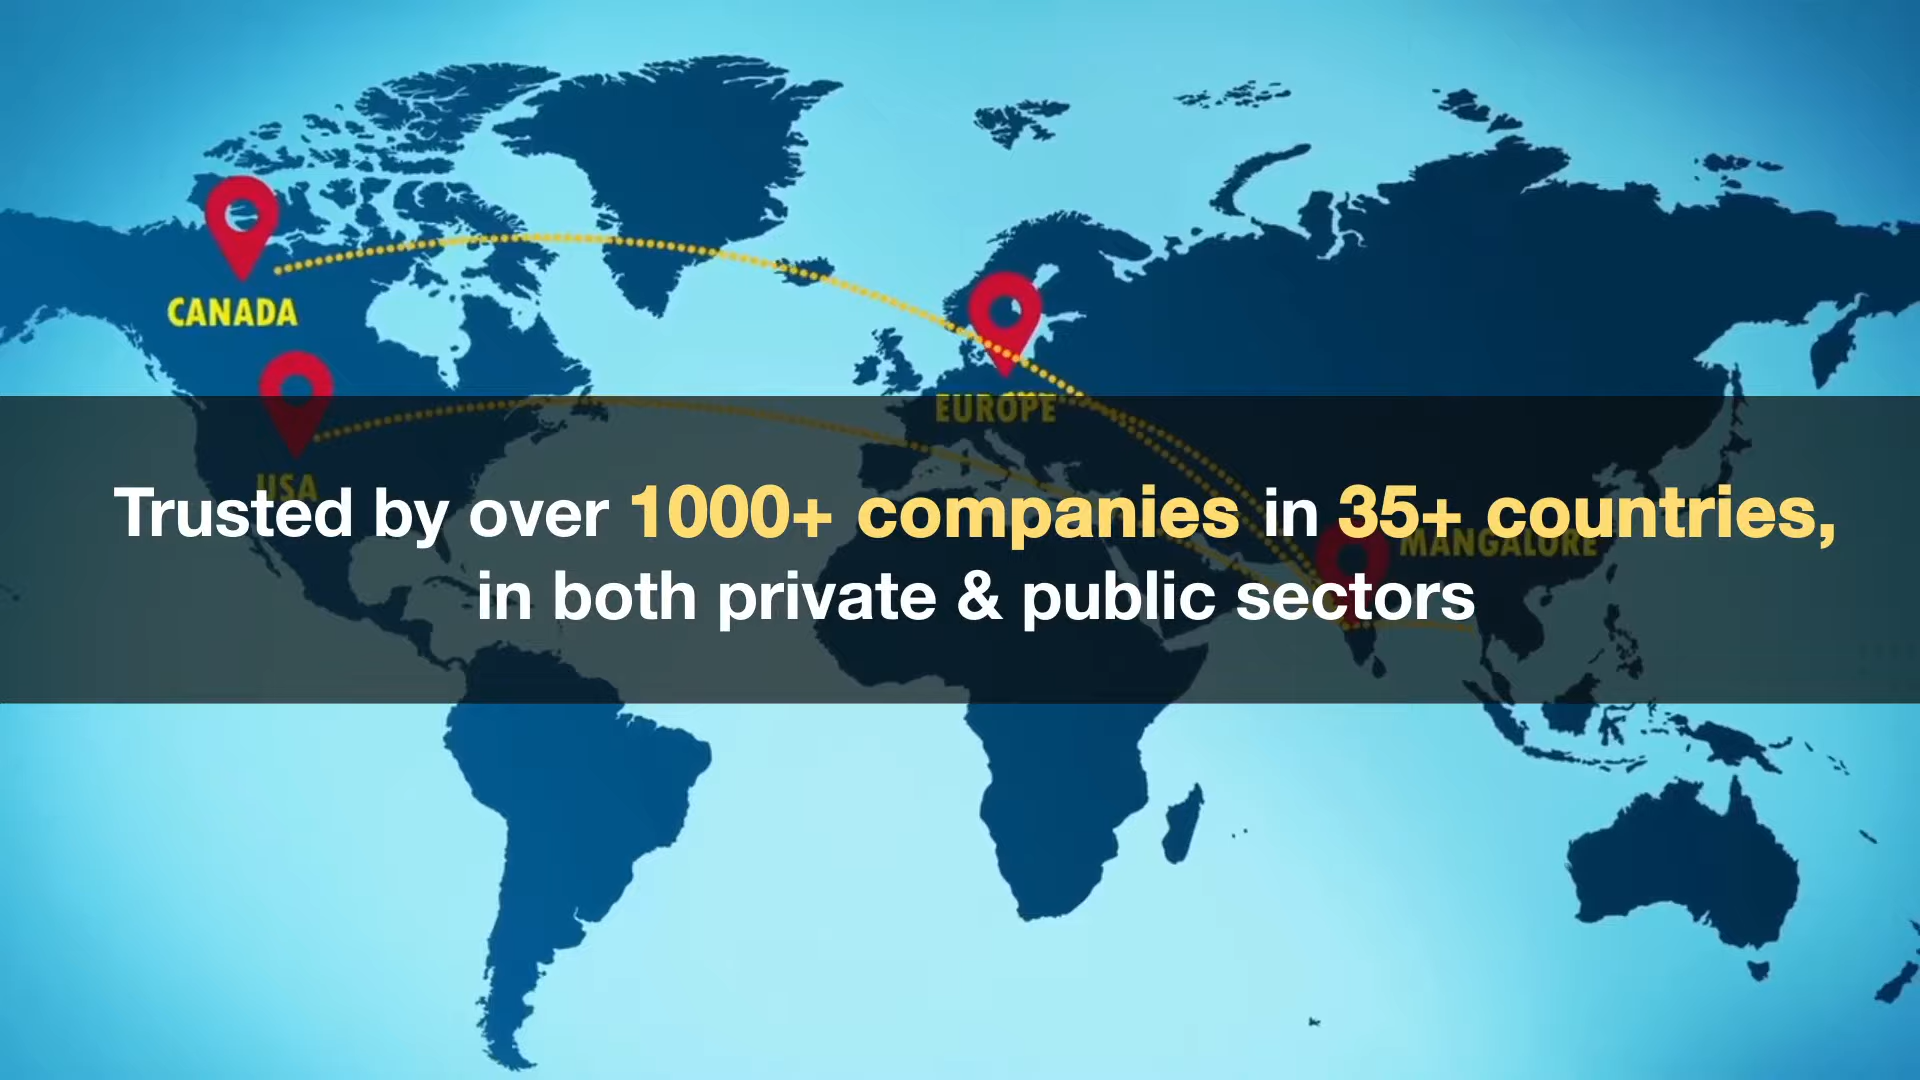 CANADA
EUROPE
USA
Trusted by over 1000+ companies in 35+ countries,
MANGALORE
in both private & public sectors